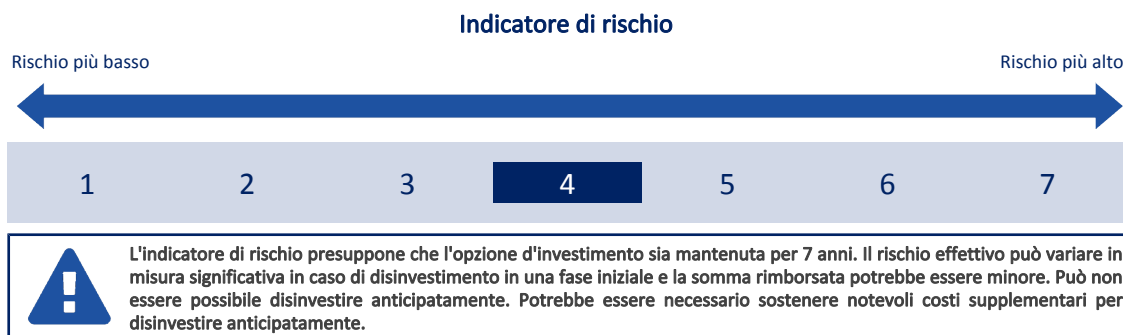 Indicatore di rischio
Rischio più basso
Rischio più alto
1 2 3 4 5 6 7
L'indicatore di rischio presuppone che l'opzione d'investimento sia mantenuta per 7 anni. Il rischio effettivo può variare in
misura significativa in caso di disinvestimento in una fase iniziale e la somma rimborsata potrebbe essere minore. Può non
essere possibile disinvestire anticipatamente. Potrebbe essere necessario sostenere notevoli costi supplementari per
disinvestire anticipatamente.